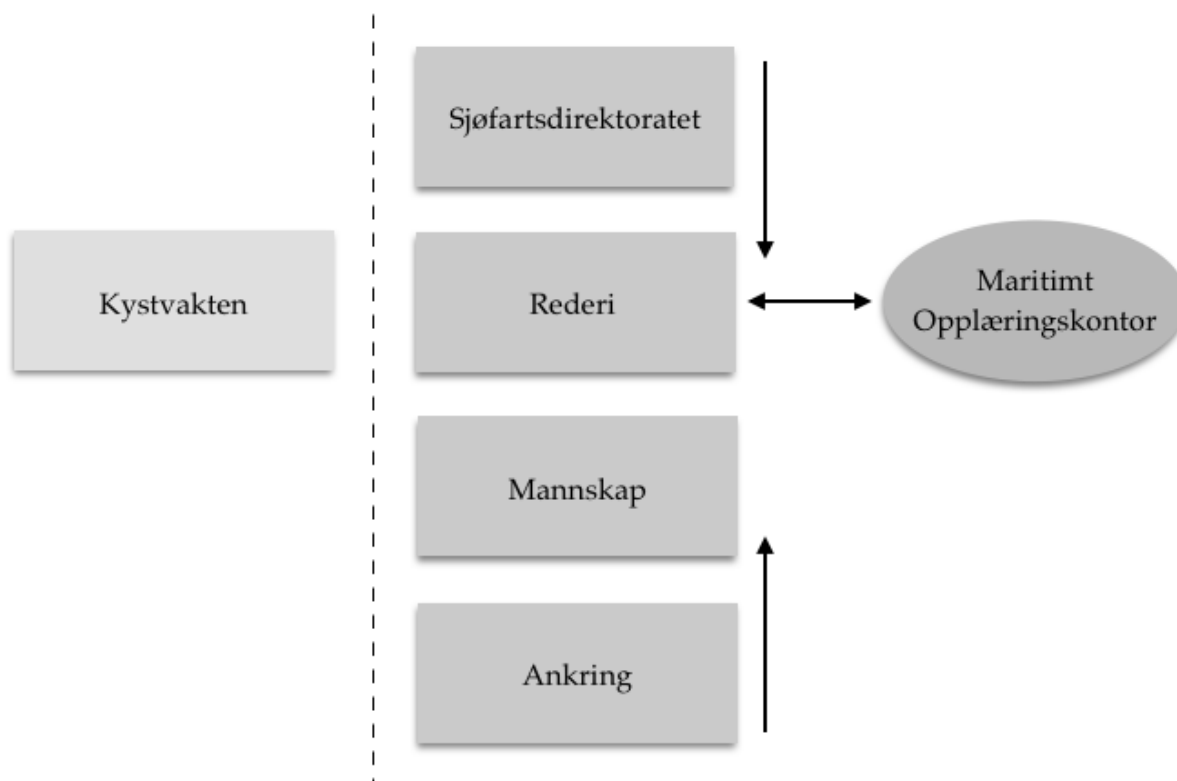 Sjøfartsdirektoratet
Kystvakten
Rederi
Maritimt
Opplæringskontor
Mannskap
Ankring